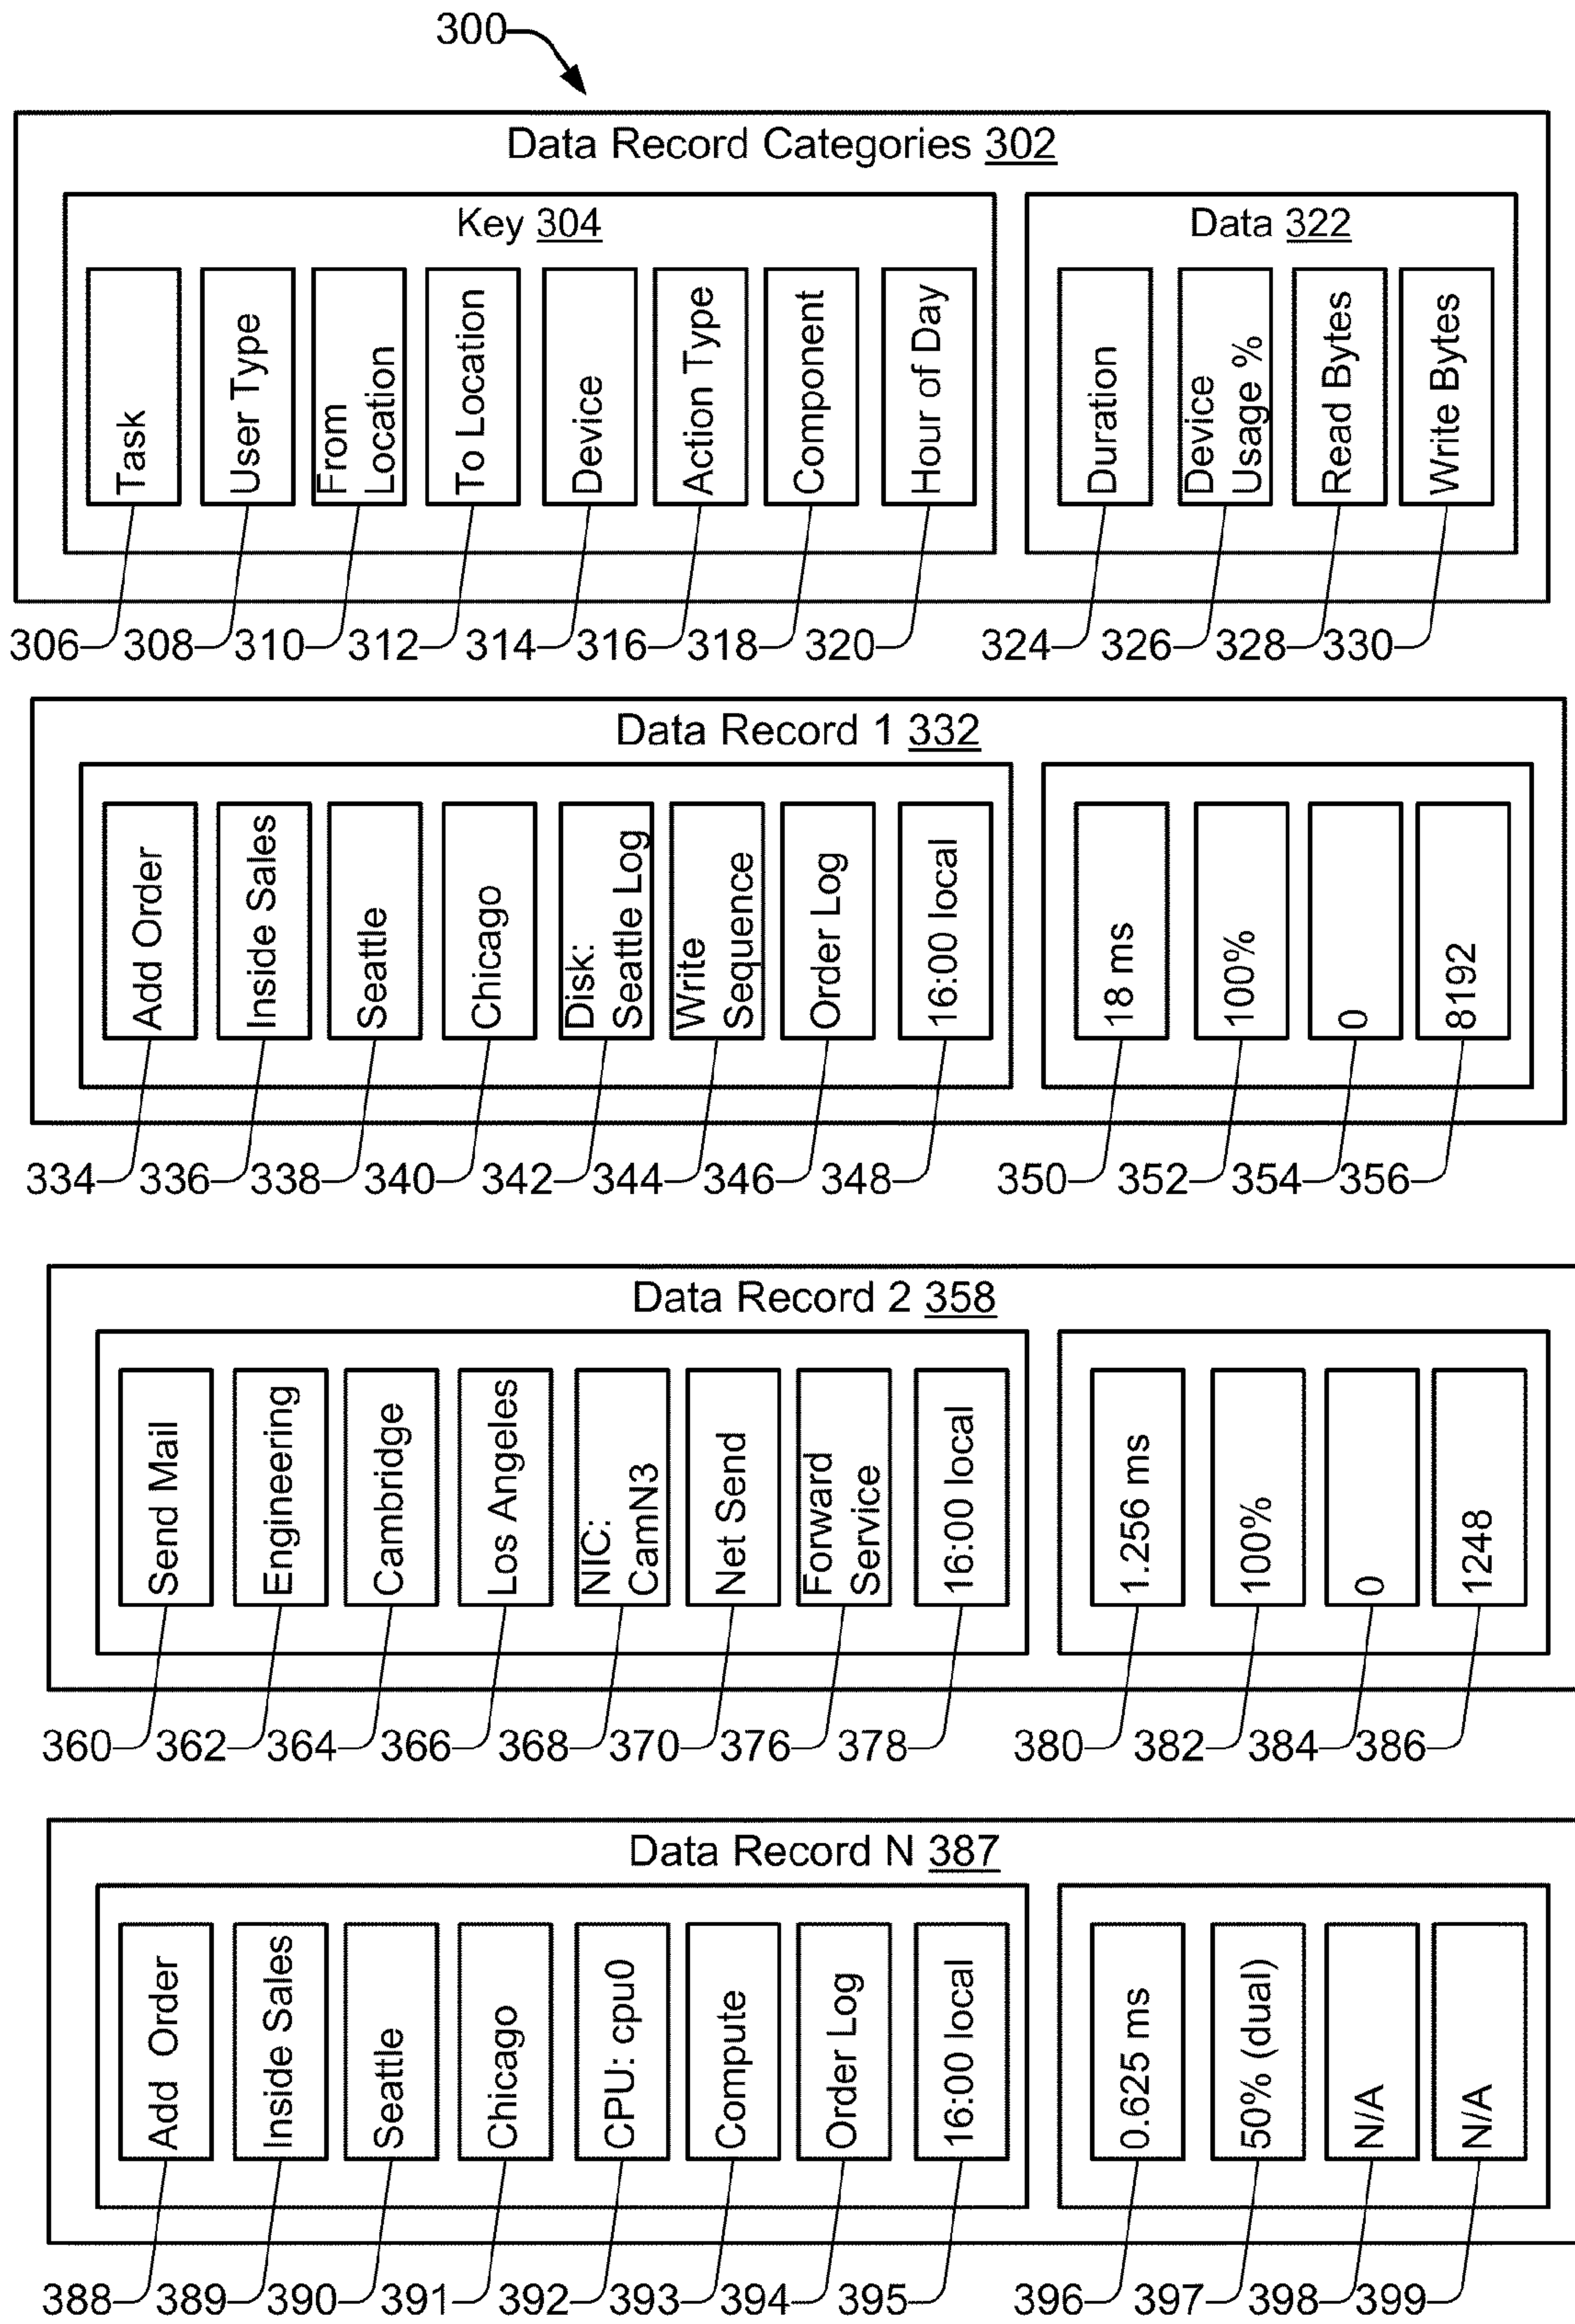 300
Data Record Categories 302
Key 304
Data 322
Task
User Type
From
Location
To Location
Device
Action Type
Component
Hour of Day
Duration
Device
Usage %
Read Bytes
Write Bytes
306 308 310 312 314 316 318 320 324 326 328 330
Data Record 1 332
Add Order
Inside Sales
Seattle
Chicago
Disk:
Seattle Log
Write
Sequence
Order Log
16:00 local
18 ms
100%
0
8192
334 336 338 340 342 344 346 348 350 352 354 356
Data Record 2 358
Send Mail
Engineering
Cambridge
Los Angeles
NIC:
CamN3
Net Send
Forward
Service
16:00 local
1.256 ms
100%
0
1248
360 362 364 366 368 370 376 378 380 382 384 386
Data Record N 387
Add Order
Inside Sales
Seattle
Chicago
CPU: cpu0
Compute
Order Log
16:00 local
0.625 ms
50% (dual)
N/A
N/A
388 389 390 391 392 393 394 395 396 397 398 399